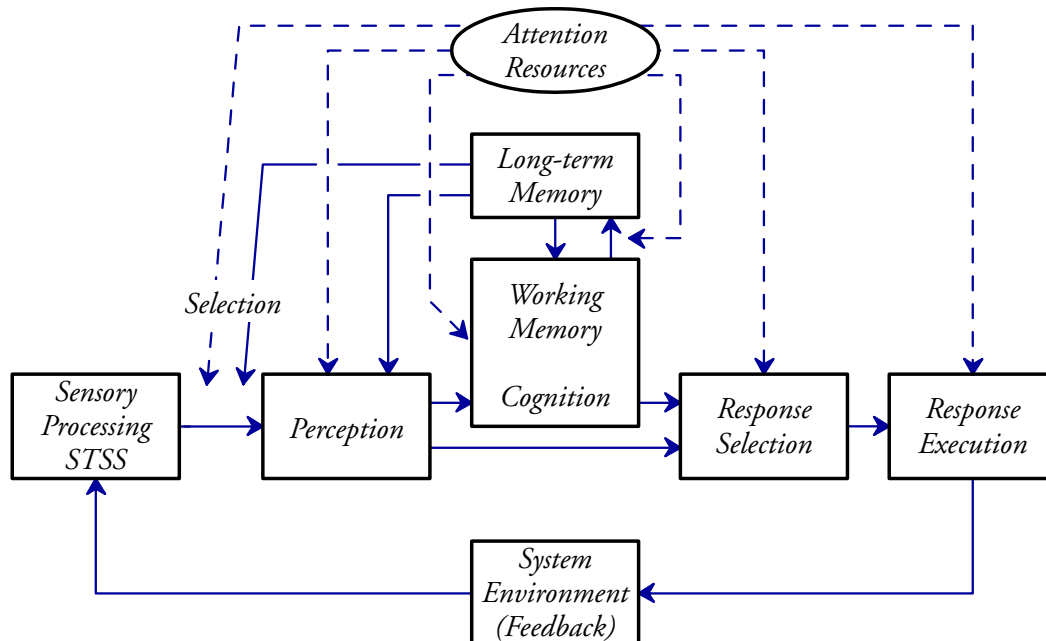 Attention
Resources
Long-term
Memory
Selection
Working
Memory
Cognition
Sensory
Processing
STSS
Perception
Response
Selection
Response
Execution
System
Environment
(Feedback)